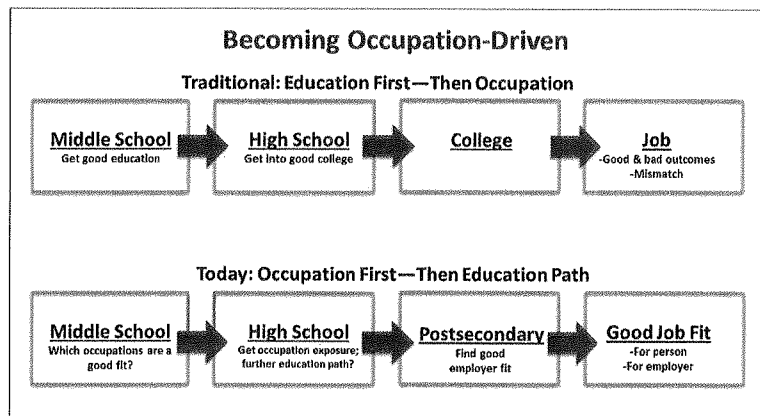 Becoming Occupation-Driven
Traditional: Education First—Then Occupation
Middle School
Get good education
High School
Get into good college
College
Job
-Good & bad outcomes
-Mismatch
Today: Occupation First—Then Education Path
Middle School
Which occupations are a
good fit?
High School
Get occupation exposure;
further education path?
Postsecondary
Find good
employer fit
Good Job Fit
-For person
-For employer